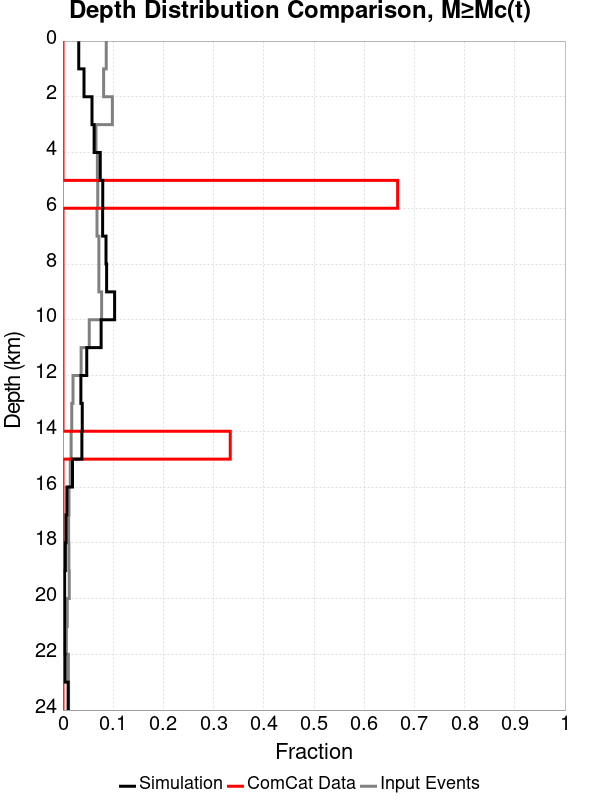 Depth Distribution Comparison, M≥Mc(t)
0
2
4
6
8
10
12
14
16
18
20
22
24
Depth (km)
0 0.1 0.2 0.3 0.4 0.5 0.6 0.7 0.8 0.9 1
Fraction
Simulation ComCat Data Input Events